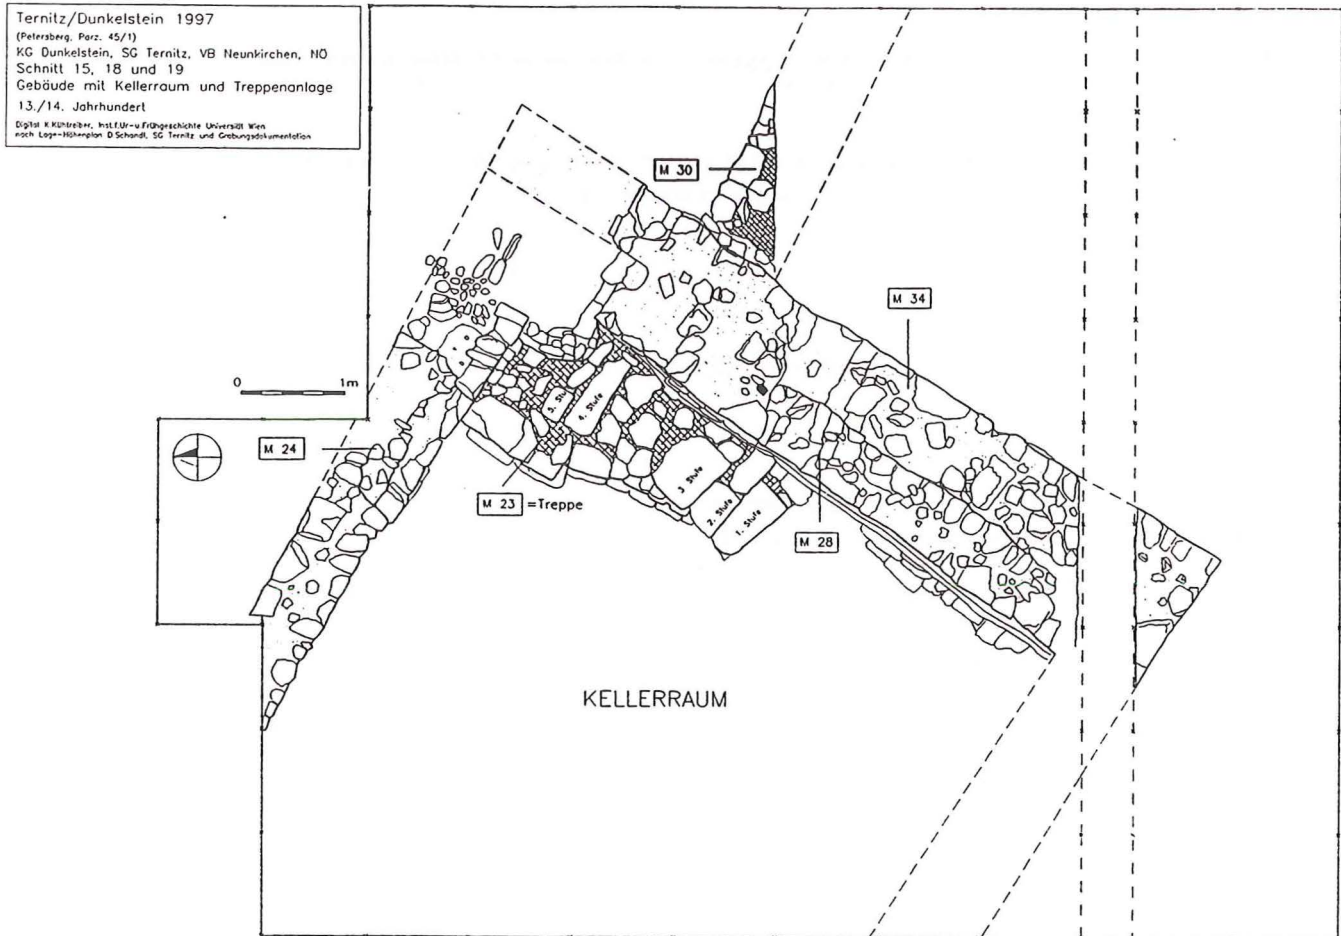 Ternitz/Dunkelstein 1997
(Petersberg, Parz. 45/1)
KG Dunkelstein, SG Ternitz, VB Neunkirchen, NÖ
Schnitt 15, 18 und 19
Gebäude mit Kellerraum und Treppenanlage
13./14. Jahrhundert
Digital K.Kühtreiber, Inst.f.Ur-u.Frühgeschichte Universität Wien
nach Lage-Höhenplan D.Schandl, SG Ternitz und Grabungsdokumentation
M 30
M 34
0 1m
5. Stufe
4. Stufe
M 24
3 Stufe
M 23 =Treppe
2. Stufe
1. Stufe
M 28
KELLERRAUM